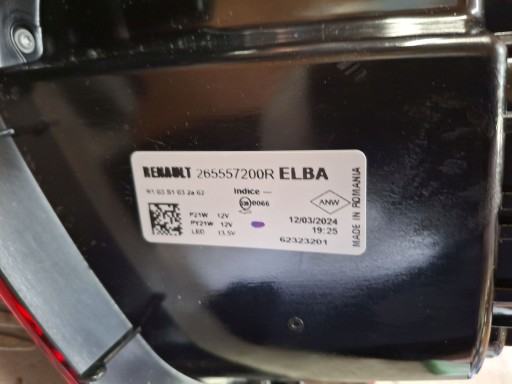 RENAULT 265557200R ELBA
Indice —
0066
ANW
P21W 12V
PY21W 12V
LED 13.5V
12/03/2024
19:25
62323201
MADE IN ROMANIA